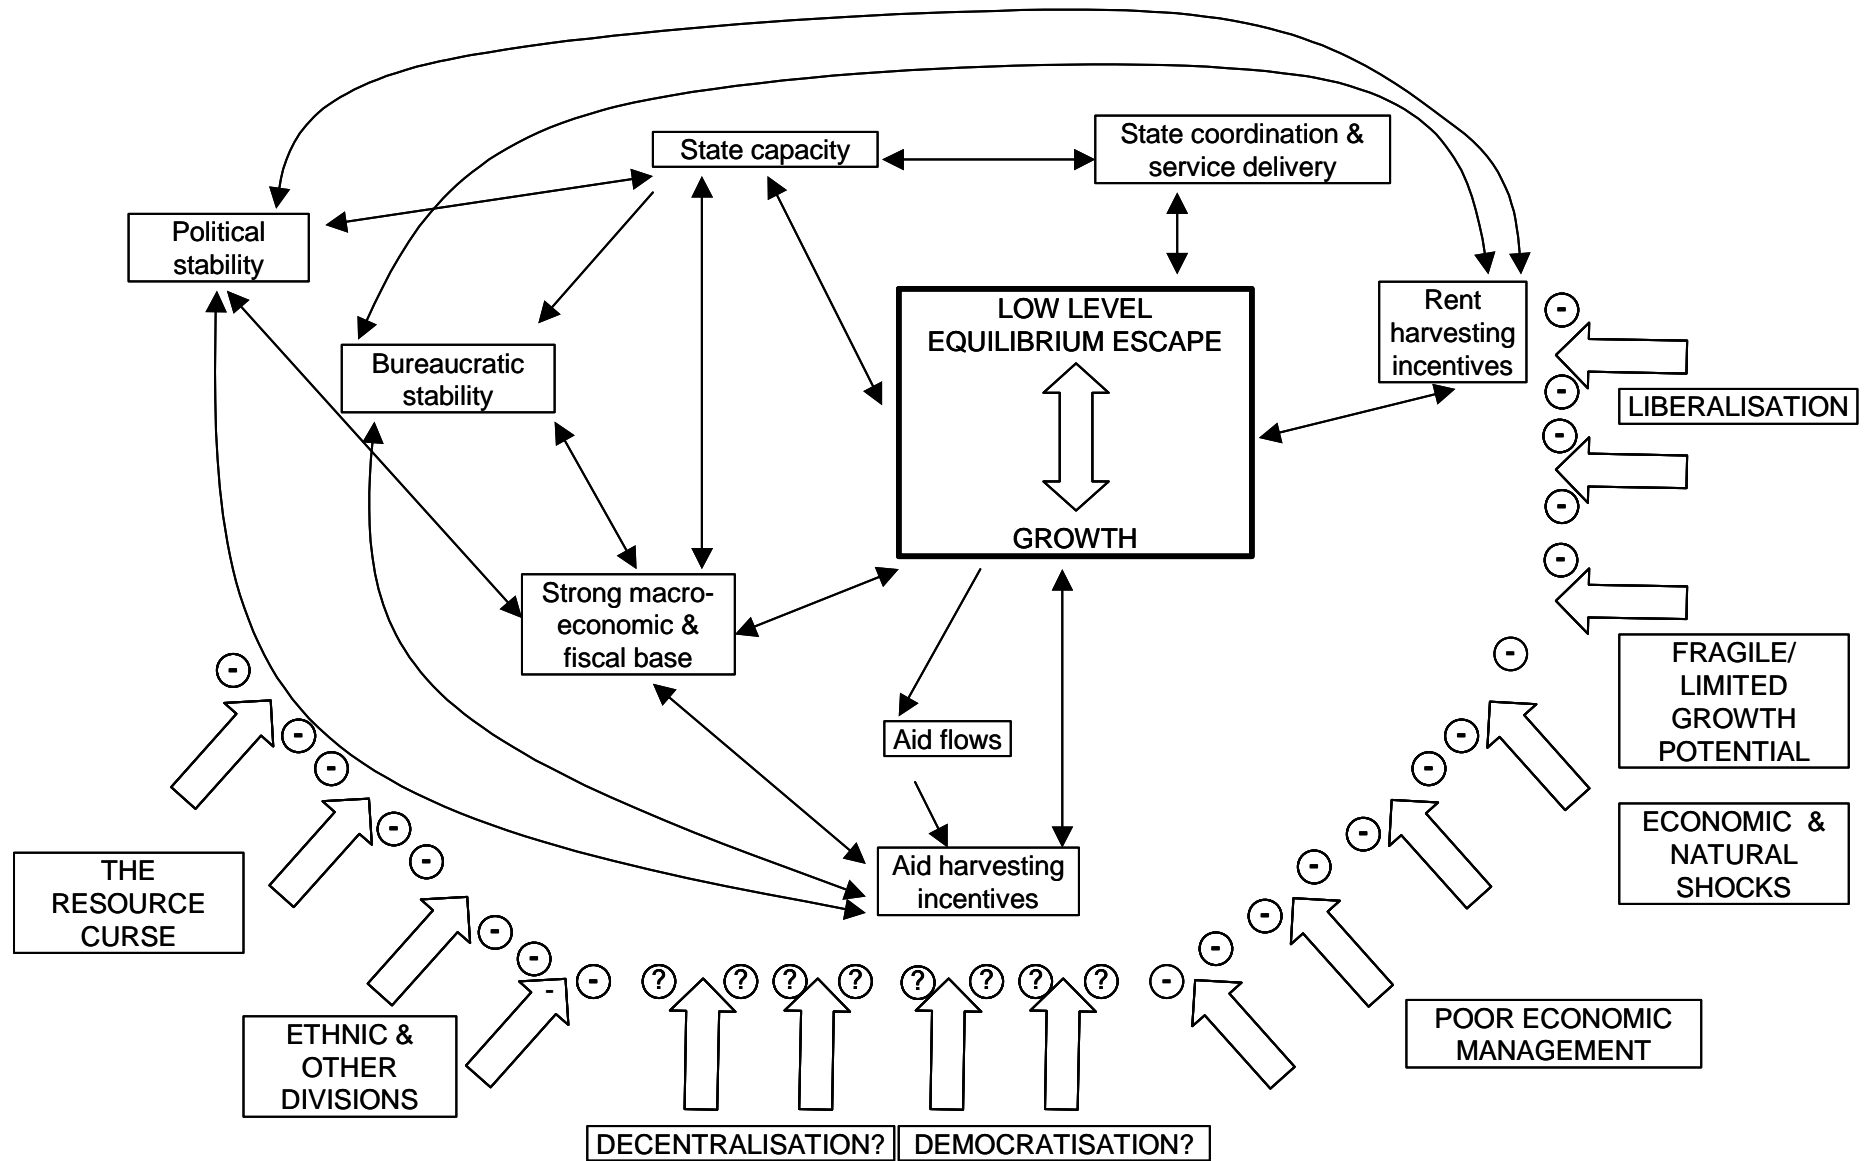 State capacity
State coordination &
service delivery
Political
stability
LOW LEVEL
EQUILIBRIUM ESCAPE
GROWTH
Rent
harvesting
incentives
-
-
-
-
-
LIBERALISATION
Bureaucratic
stability
Strong macro-
economic &
fiscal base
Aid flows
Aid harvesting
incentives
-
-
-
-
-
-
-
-
-
FRAGILE/
LIMITED
GROWTH
POTENTIAL
ECONOMIC &
NATURAL
SHOCKS
-
-
-
-
-
-
-
-
THE
RESOURCE
CURSE
ETHNIC &
OTHER
DIVISIONS
? ? ? ? ? ? ? ?
POOR ECONOMIC
MANAGEMENT
DECENTRALISATION?
DEMOCRATISATION?